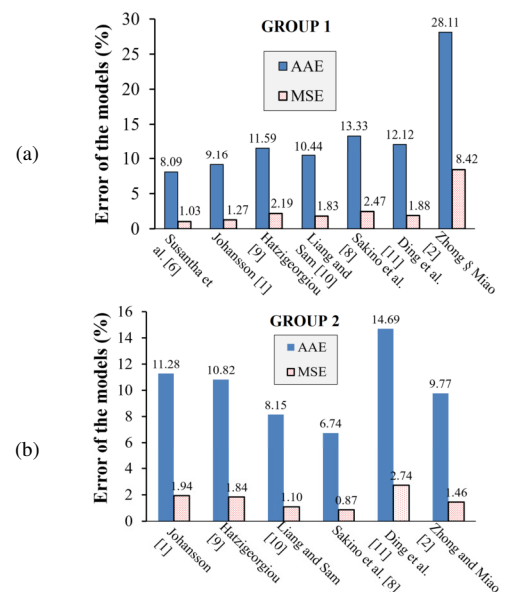 (a)
GROUP 1
Error of the models (%)
30
25
20
15
10
5
0
AAE
MSE
8.09
1.03
9.16
1.27
11.59
2.19
10.44
1.83
13.33
2.47
12.12
1.88
28.11
8.42
Susantha et
al. [6]
Johansson [1]
Hatzigeorgiou
[9]
Liang and
Sam [10]
Sakino et al.
[8]
Ding et al.
[11]
Zhong § Miao
[2]
(b)
GROUP 2
Error of the models (%)
16
14
12
10
8
6
4
2
0
AAE
MSE
11.28
1.94
10.82
1.84
8.15
1.10
6.74
0.87
14.69
2.74
9.77
1.46
Johansson
[1]
Hatzigeorgiou
[9]
Liang and Sam
[10]
Sakino et al. [8]
Ding et al.
[11]
Zhong and Miao
[2]